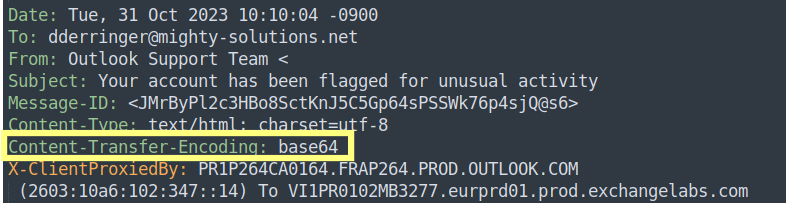 Date: Tue, 31 Oct 2023 10:10:04 -0900
To: dderringer@mighty-solutions.net
From: Outlook Support Team <
Subject: Your account has been flagged for unusual activity
Message-ID: <JMrByPl2c3HBo8SctKnJ5C5Gp64sPSSWk76p4sjQ@s6>
Content-Type: text/html; charset=utf-8
Content-Transfer-Encoding: base64
X-ClientProxiedBy: PR1P264CA0164.FRAP264.PROD.OUTLOOK.COM
(2603:10a6:102:347::14) To VI1PR0102MB3277.eurprd01.prod.exchangelabs.com